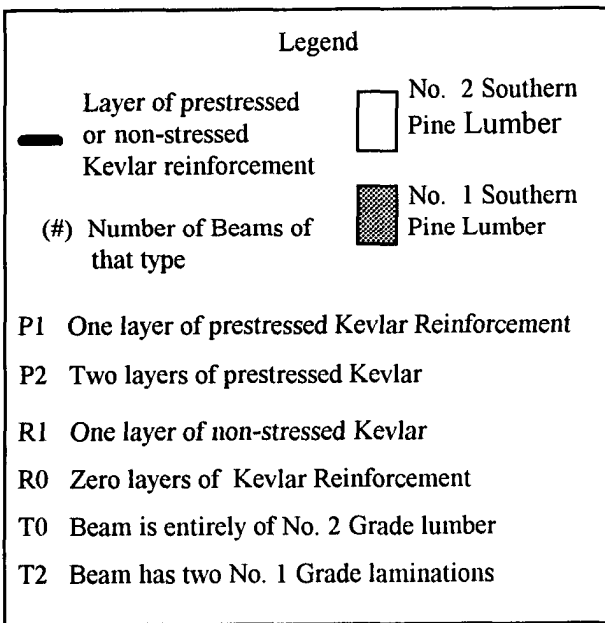 Legend
Layer of prestressed
or non-stressed
Kevlar reinforcement
No. 2 Southern
Pine Lumber
(#) Number of Beams of
that type
No. 1 Southern
Pine Lumber
P1 One layer of prestressed Kevlar Reinforcement
P2 Two layers of prestressed Kevlar
R1 One layer of non-stressed Kevlar
R0 Zero layers of Kevlar Reinforcement
T0 Beam is entirely of No. 2 Grade lumber
T2 Beam has two No. 1 Grade laminations